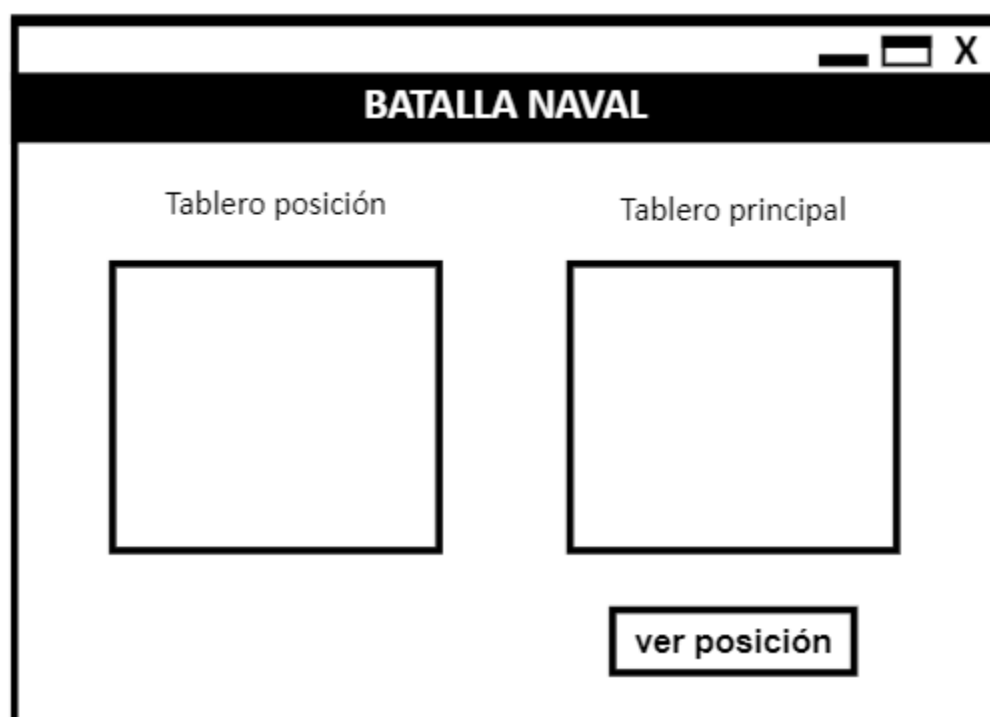 X
BATALLA NAVAL
Tablero posición
Tablero principal
ver posición